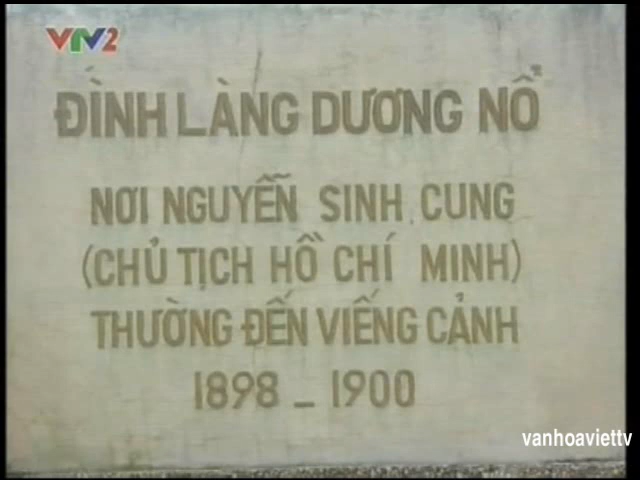 VTV2
ĐÌNH LÀNG DƯƠNG NỔ
NƠI NGUYỄN SINH CUNG
(CHỦ TỊCH HỒ CHÍ MINH)
THƯỜNG ĐẾN VIẾNG CẢNH
1898 - 1900
vanhoaviettv